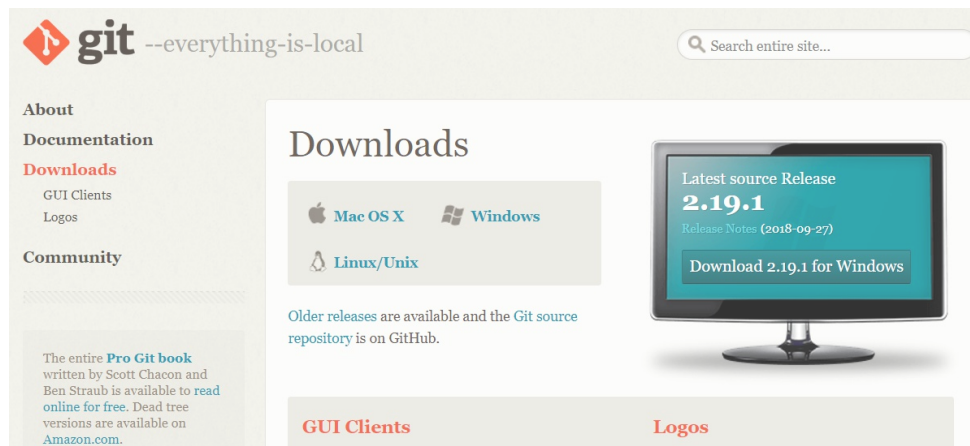 git --everything-is-local
Search entire site...
About
Documentation
Downloads
GUI Clients
Logos
Community
The entire Pro Git book
written by Scott Chacon and
Ben Straub is available to read
online for free. Dead tree
versions are available on
Amazon.com.
Downloads
Mac OS X
Windows
Linux/Unix
Older releases are available and the Git source
repository is on GitHub.
Latest source Release
2.19.1
Release Notes (2018-09-27)
Download 2.19.1 for Windows
GUI Clients
Logos